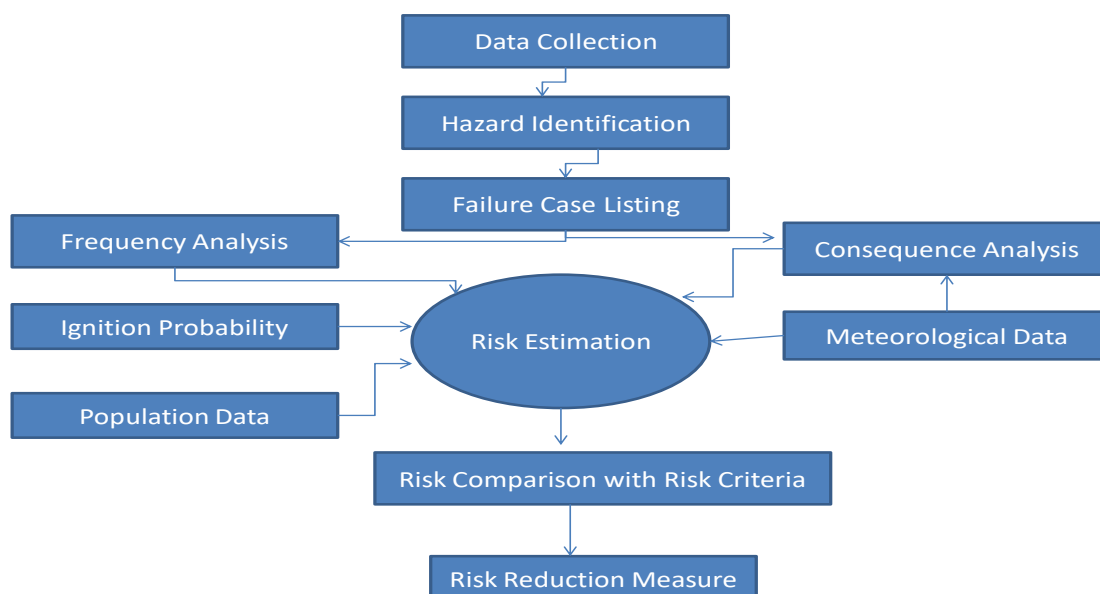 Data Collection
Hazard Identification
Failure Case Listing
Frequency Analysis
Consequence Analysis
Ignition Probability
Risk Estimation
Meteorological Data
Population Data
Risk Comparison with Risk Criteria
Risk Reduction Measure